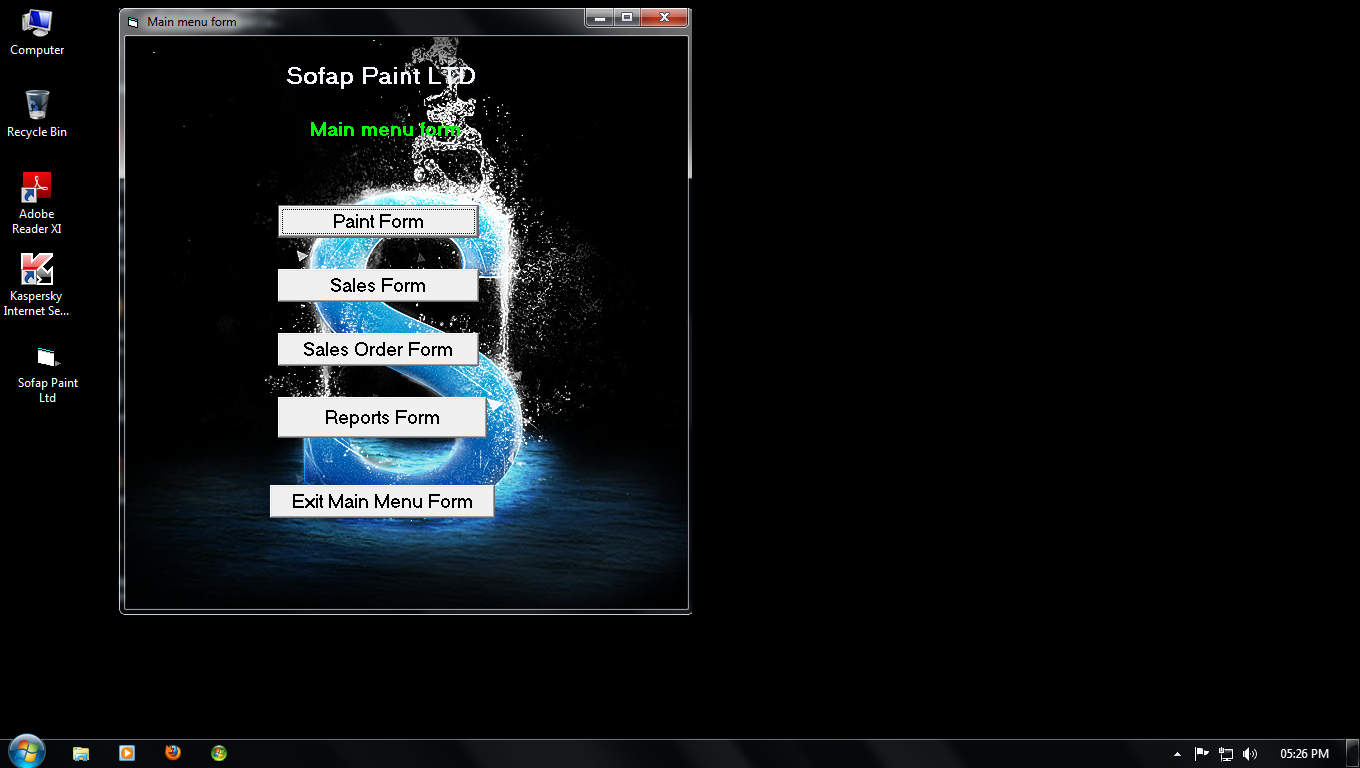 Computer
Recycle Bin
Adobe
Reader XI
Kaspersky
Internet Se...
Sofap Paint
Ltd
Main menu form
Sofap Paint LTD
Main menu form
Paint Form
Sales Form
Sales Order Form
Reports Form
Exit Main Menu Form
05:26 PM